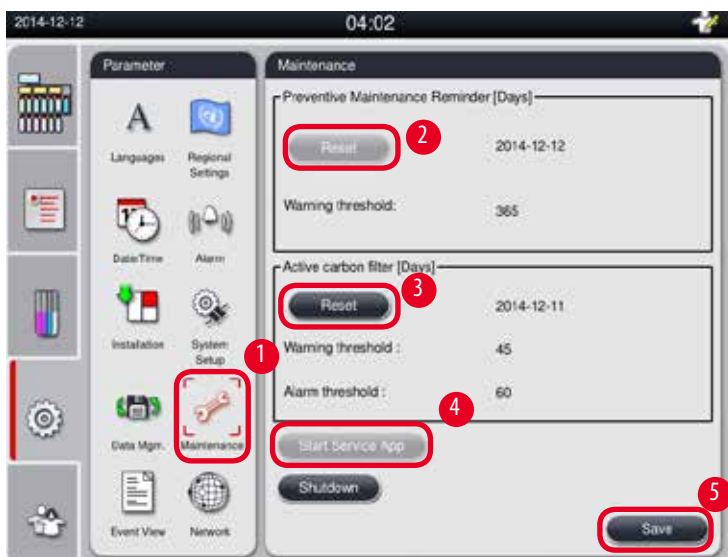 2014-12-12
04:02
Parameter
Languages
Regional Settings
Date/Time
Alarm
Installation
System Setup
Data Mgm.
Maintenance
Event View
Network
1
Maintenance
Preventive Maintenance Reminder [Days]
Reset
2
2014-12-12
Warning threshold:
365
Active carbon filter [Days]
Reset
3
2014-12-11
Warning threshold :
45
Alarm threshold :
60
4
Start Service App
Shutdown
5
Save